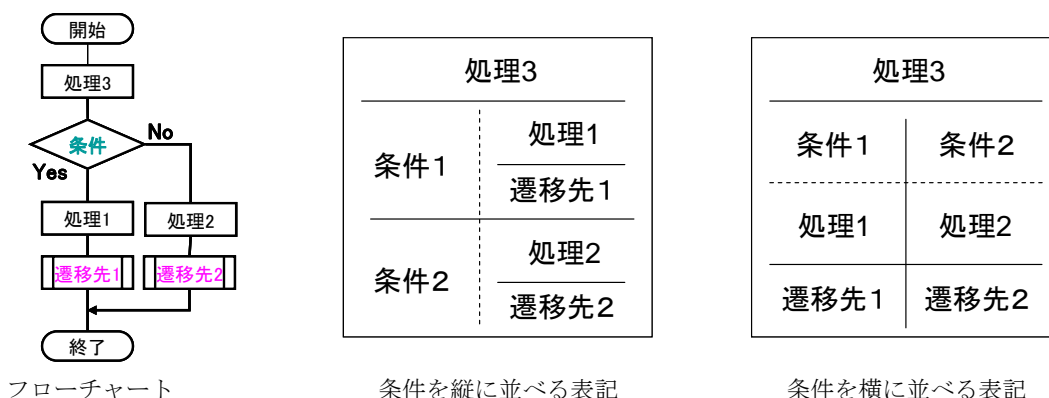 開始
処理3
条件
No
Yes
処理1
処理2
遷移先1
遷移先2
終了
フローチャート
処理3
条件1
処理1
遷移先1
条件2
処理2
遷移先2
条件を縦に並べる表記
処理3
条件1 条件2
処理1 処理2
遷移先1 遷移先2
条件を横に並べる表記